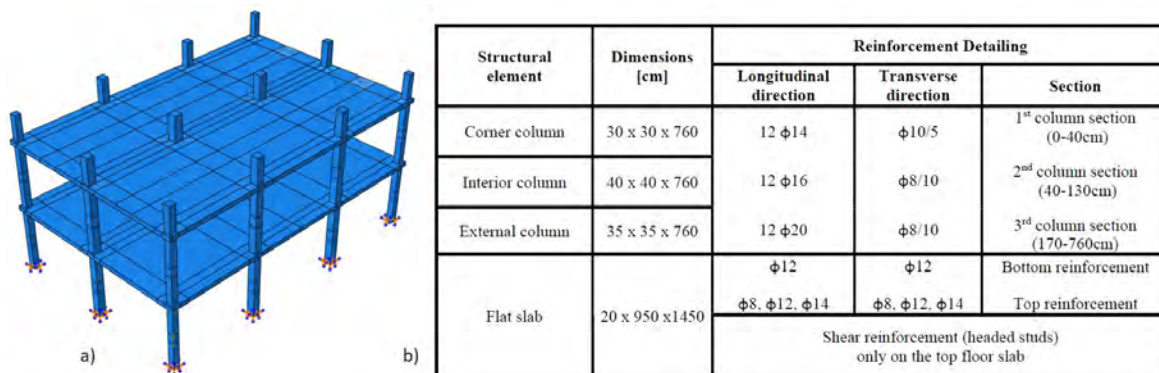 a)
b)
Structural
element
Dimensions
[cm]
Reinforcement Detailing
Longitudinal
direction
Transverse
direction
Section
Corner column
30 x 30 x 760
12 ϕ14
ϕ10/5
1st column section
(0-40cm)
Interior column
40 x 40 x 760
12 ϕ16
ϕ8/10
2nd column section
(40-130cm)
External column
35 x 35 x 760
12 ϕ20
ϕ8/10
3rd column section
(170-760cm)
Flat slab
20 x 950 x1450
ϕ12
ϕ12
Bottom reinforcement
ϕ8, ϕ12, ϕ14
ϕ8, ϕ12, ϕ14
Top reinforcement
Shear reinforcement (headed studs)
only on the top floor slab